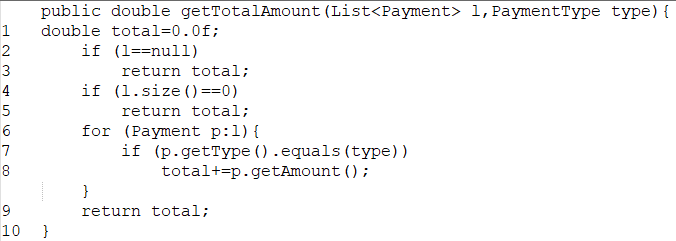 public double getTotalAmount(List<Payment> l,PaymentType type){
1   double total=0.0f;
2       if (l==null)
3           return total;
4       if (l.size()==0)
5           return total;
6       for (Payment p:l){
7           if (p.getType().equals(type))
8               total+=p.getAmount();
        }
9       return total;
10  }